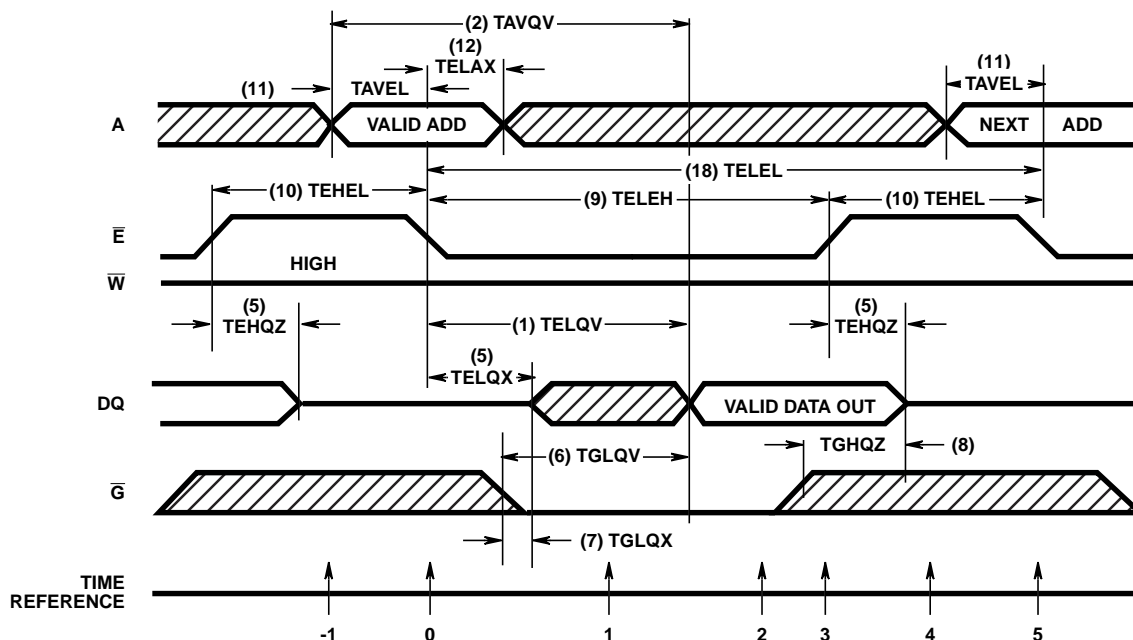 (2) TAVQV
(12)
TELAX
(11)
TAVEL
(11)
TAVEL
A
VALID ADD
NEXT
ADD
(18) TELEL
(10) TEHEL
(9) TELEH
(10) TEHEL
E
HIGH
W
(5)
TEHQZ
(1) TELQV
(5)
TEHQZ
(5)
TELQX
DQ
VALID DATA OUT
TGHQZ
(8)
(6) TGLQV
G
(7) TGLQX
TIME
REFERENCE
-1 0 1 2 3 4 5